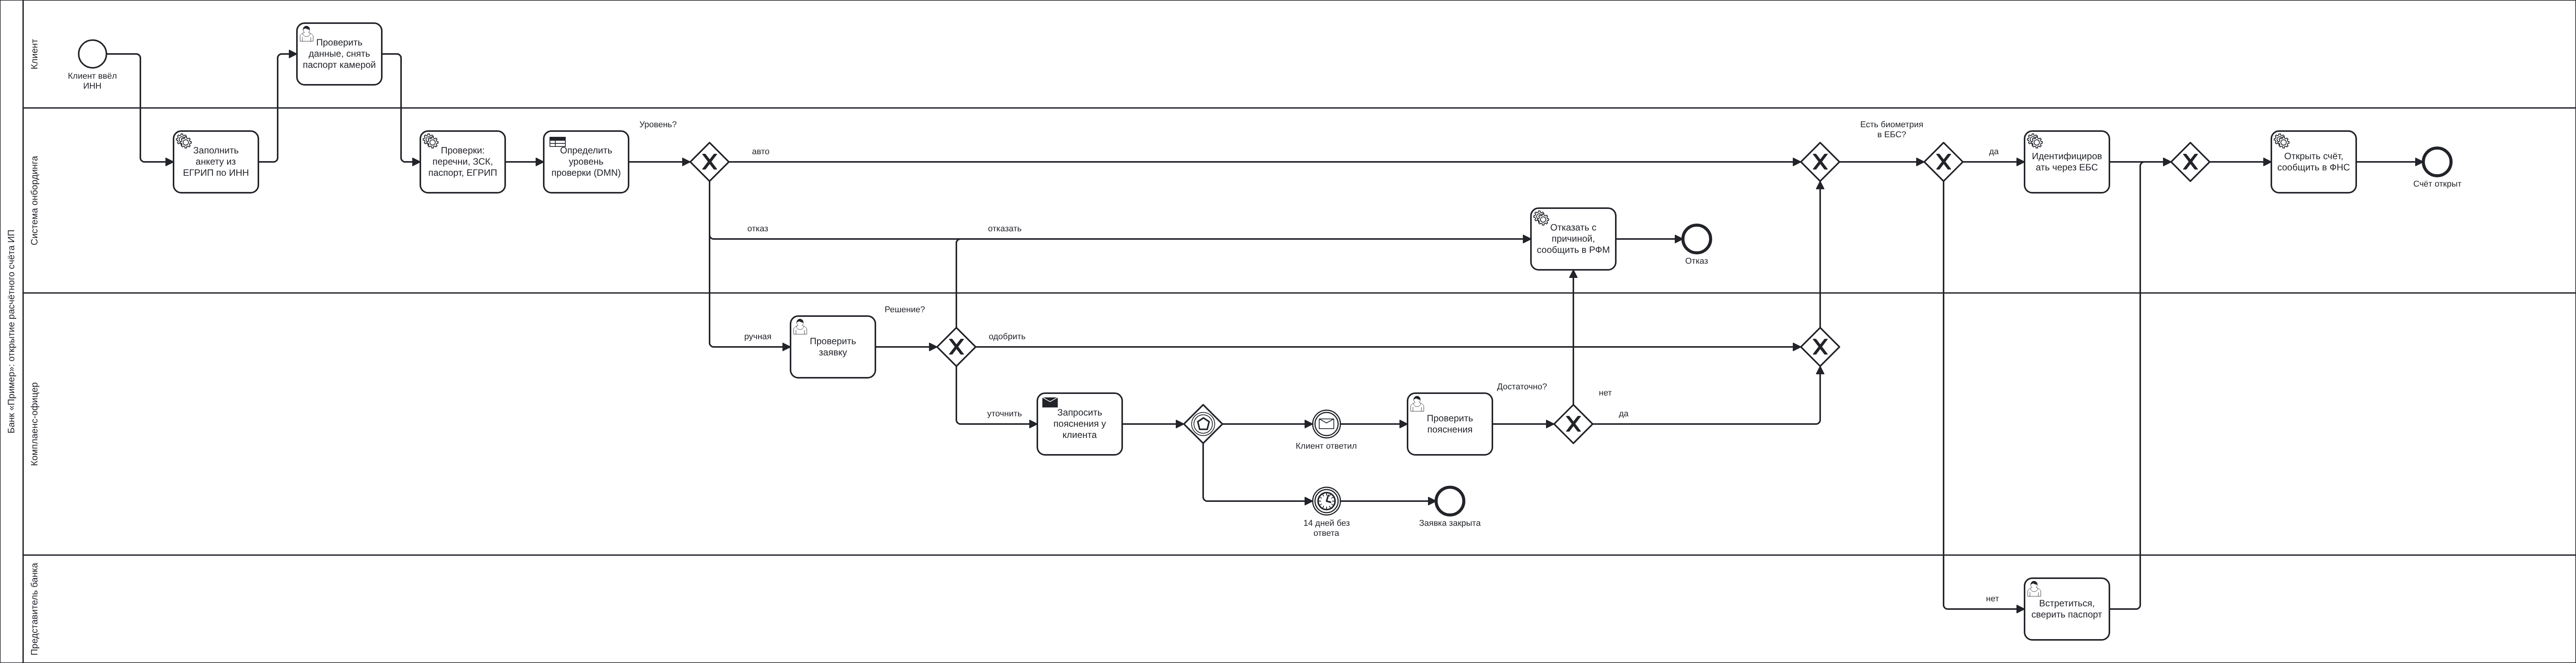 Банк «Пример»: открытие расчётного счёта ИП
Клиент
Клиент ввёл
ИНН
Проверить
данные, снять
паспорт камерой
Система онбординга
Заполнить
анкету из
ЕГРИП по ИНН
Проверки:
перечни, ЗСК,
паспорт, ЕГРИП
Определить
уровень
проверки (DMN)
Уровень?
авто
Есть биометрия
в ЕБС?
да
Идентифициров
ать через ЕБС
Открыть счёт,
сообщить в ФНС
Счёт открыт
отказ
отказать
Отказать с
причиной,
сообщить в РФМ
Отказ
Комплаенс-офицер
ручная
Проверить
заявку
Решение?
одобрить
уточнить
Запросить
пояснения у
клиента
Клиент ответил
Проверить
пояснения
Достаточно?
нет
да
14 дней без
ответа
Заявка закрыта
Представитель банка
нет
Встретиться,
сверить паспорт